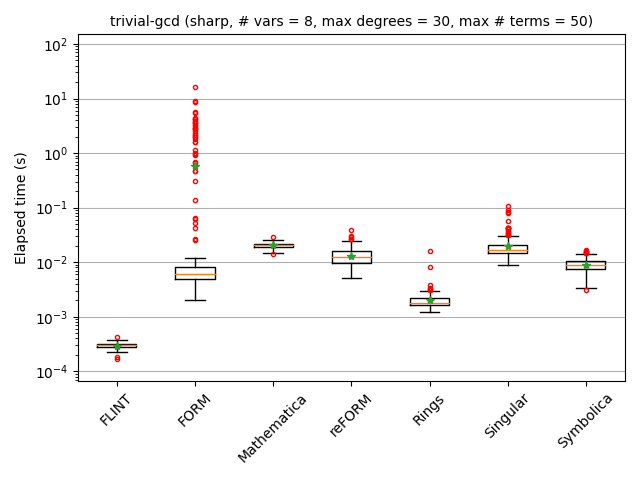 trivial-gcd (sharp, # vars = 8, max degrees = 30, max # terms = 50)
Elapsed time (s)
10²
10¹
10⁰
10⁻¹
10⁻²
10⁻³
10⁻⁴
FLINT
FORM
Mathematica
reFORM
Rings
Singular
Symbolica